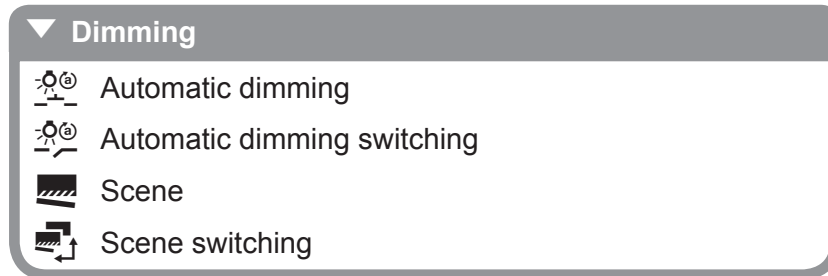 Dimming
Automatic dimming
Automatic dimming switching
Scene
Scene switching